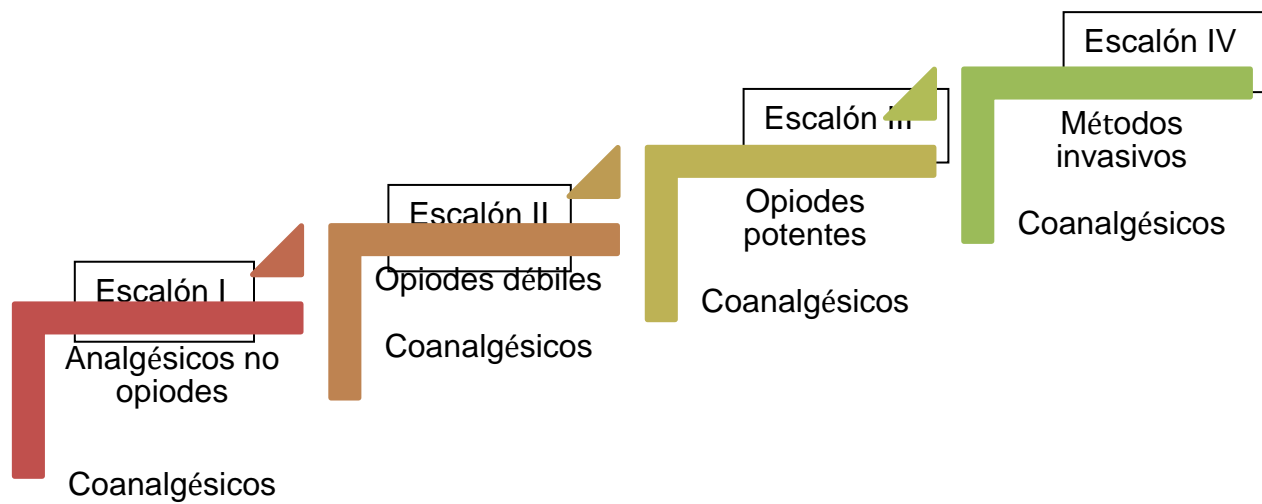 Escalón I
Analgésicos no
opiodes
Coanalgésicos
Escalón II
Opiodes débiles
Coanalgésicos
Escalón III
Opiodes
potentes
Coanalgésicos
Escalón IV
Métodos
invasivos
Coanalgésicos